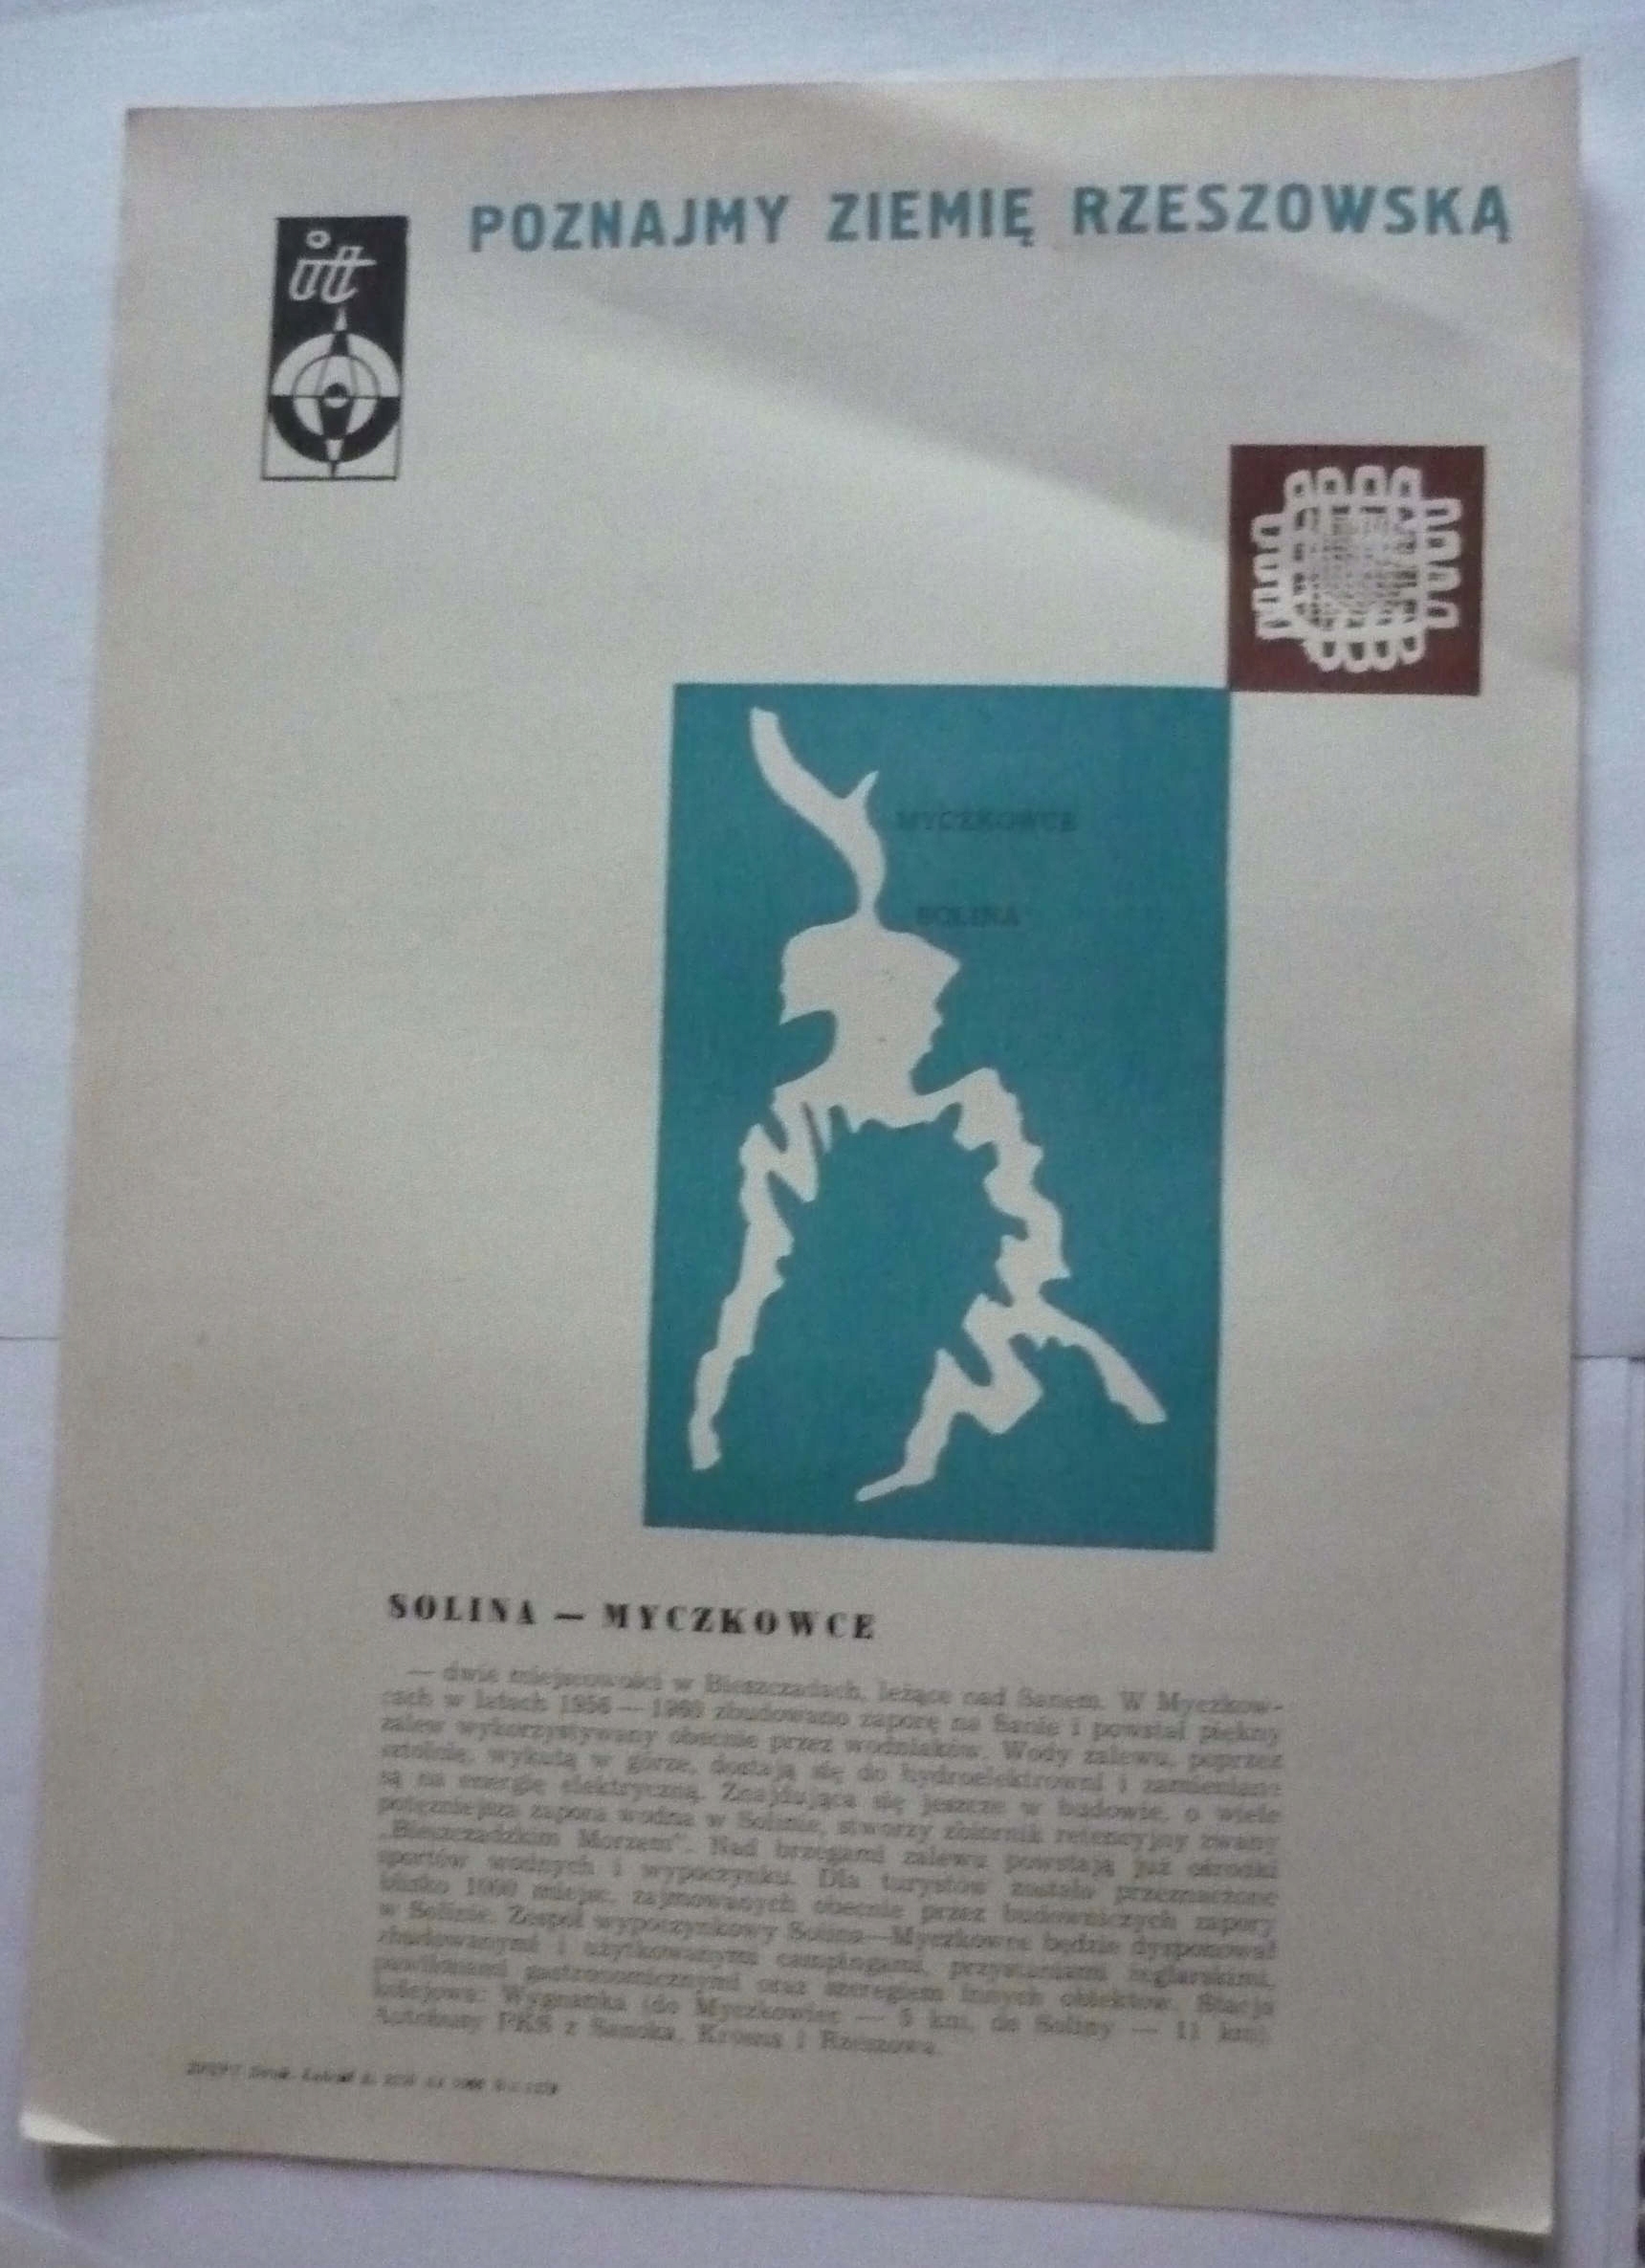 POZNAJMY ZIEMIĘ RZESZOWSKĄ
it
MYCZKOWCE
SOLINA
SOLINA — MYCZKOWCE
— dwie miejscowości w Bieszczadach, leżące nad Sanem. W Myczkow-
cach w latach 1956 — 1960 zbudowano zaporę na Sanie i powstał piękny
zalew wykorzystywany obecnie przez wodniaków. Wody zalewu, poprzez
sztolnię, wykutą w górze, dostają się do hydroelektrowni i zamieniane
są na energię elektryczną. Znajdująca się jeszcze w budowie, o wiele
potężniejsza zapora wodna w Solinie, stworzy zbiornik retencyjny zwany
„Bieszczadzkim Morzem". Nad brzegami zalewu powstają już ośrodki
sportów wodnych i wypoczynku. Dla turystów zostało przeznaczone
blisko 1000 miejsc, zajmowanych obecnie przez budowniczych zapory
w Solinie. Zespół wypoczynkowy Solina—Myczkowce będzie dysponował
zbudowanymi i użytkowanymi campingami, przystaniami żeglarskimi,
pawilonami gastronomicznymi oraz szeregiem innych obiektów. Stacja
kolejowa: Wygnanka (do Myczkowiec — 5 km, do Soliny — 11 km).
Autobusy PKS z Sanoka, Krosna i Rzeszowa.